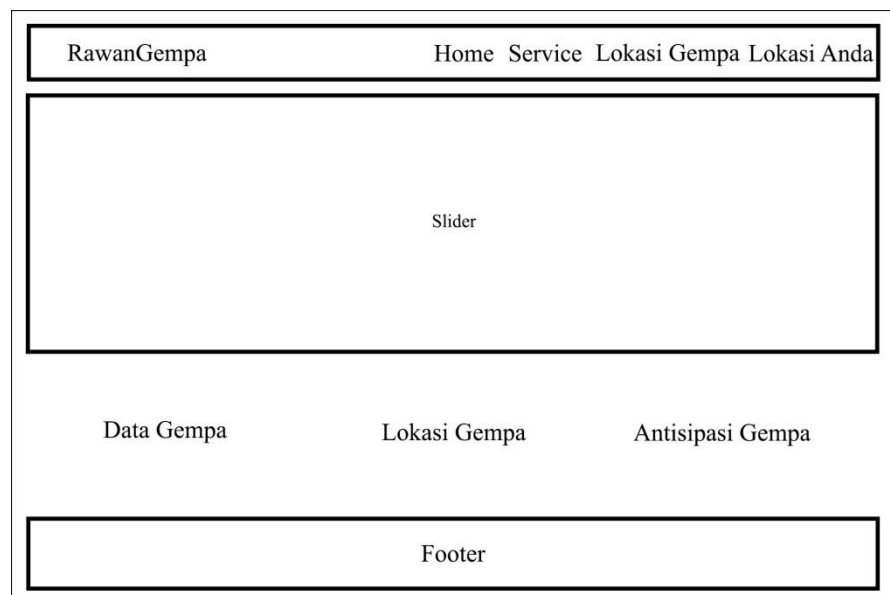 RawanGempa Home Service Lokasi Gempa Lokasi Anda
Slider
Data Gempa Lokasi Gempa Antisipasi Gempa
Footer